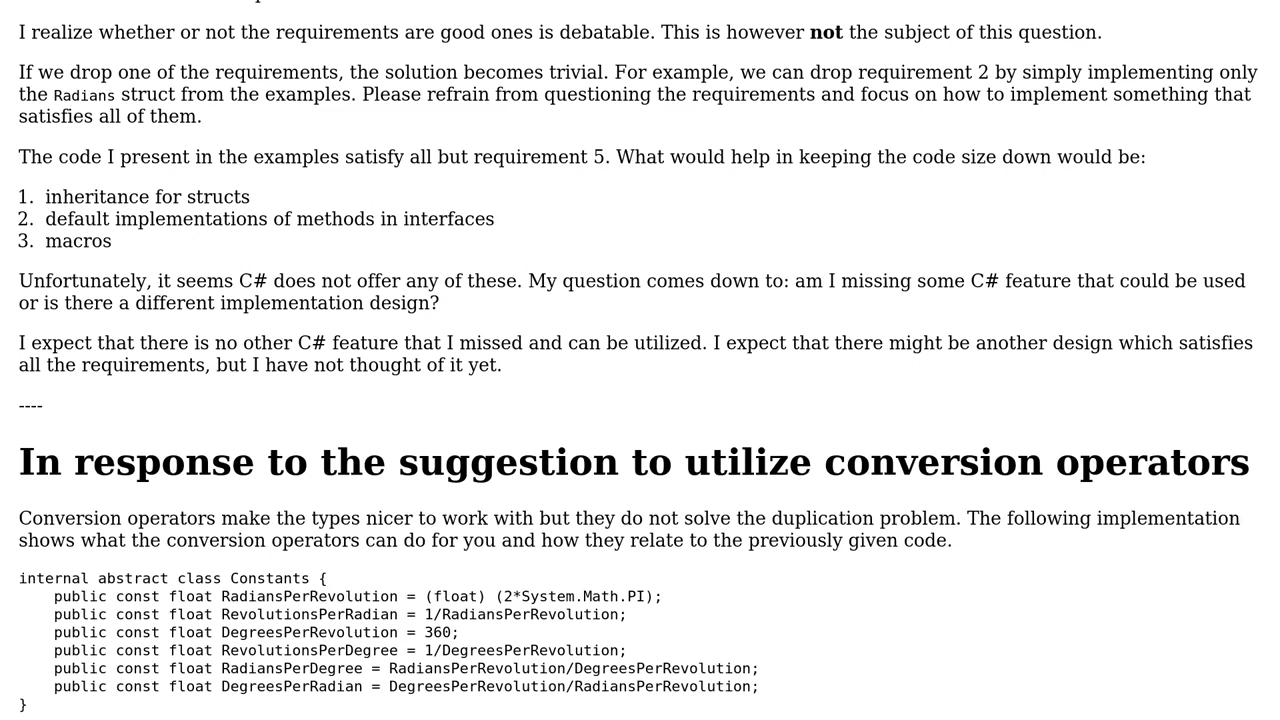 I realize whether or not the requirements are good ones is debatable. This is however not the subject of this question.
If we drop one of the requirements, the solution becomes trivial. For example, we can drop requirement 2 by simply implementing only
the Radians struct from the examples. Please refrain from questioning the requirements and focus on how to implement something that
satisfies all of them.
The code I present in the examples satisfy all but requirement 5. What would help in keeping the code size down would be:
1. inheritance for structs
2. default implementations of methods in interfaces
3. macros
Unfortunately, it seems C# does not offer any of these. My question comes down to: am I missing some C# feature that could be used
or is there a different implementation design?
I expect that there is no other C# feature that I missed and can be utilized. I expect that there might be another design which satisfies
all the requirements, but I have not thought of it yet.
----
In response to the suggestion to utilize conversion operators
Conversion operators make the types nicer to work with but they do not solve the duplication problem. The following implementation
shows what the conversion operators can do for you and how they relate to the previously given code.
internal abstract class Constants {
    public const float RadiansPerRevolution = (float) (2*System.Math.PI);
    public const float RevolutionsPerRadian = 1/RadiansPerRevolution;
    public const float DegreesPerRevolution = 360;
    public const float RevolutionsPerDegree = 1/DegreesPerRevolution;
    public const float RadiansPerDegree = RadiansPerRevolution/DegreesPerRevolution;
    public const float DegreesPerRadian = DegreesPerRevolution/RadiansPerRevolution;
}